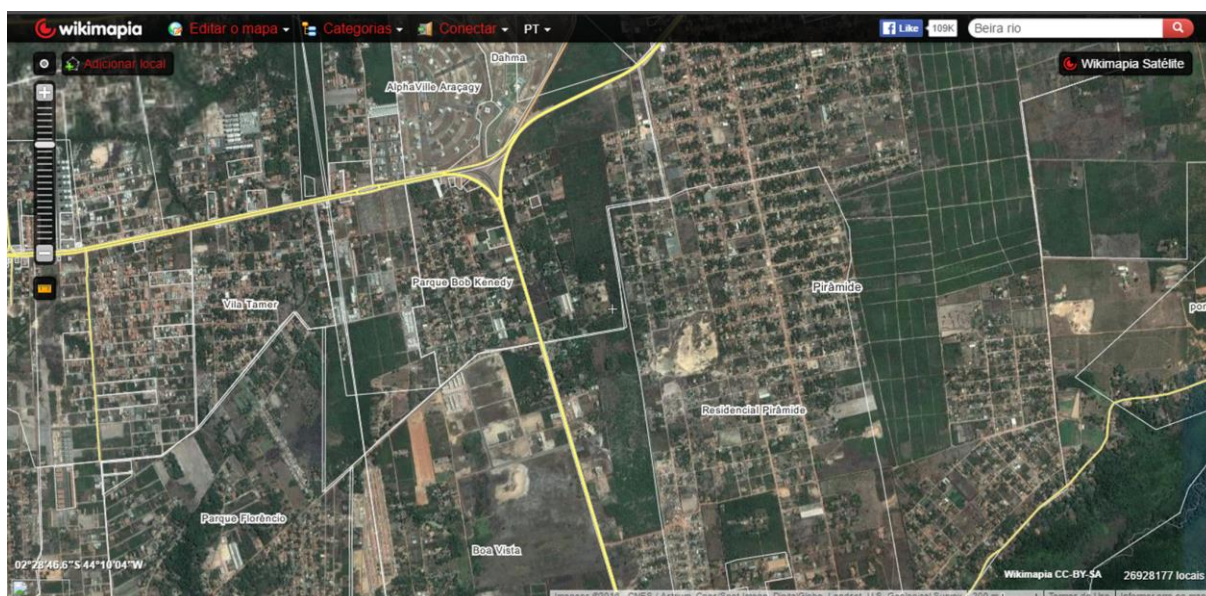 wikimapia Editar o mapa Categorias Conectar PT Like 109K Beira rio
Adicionar local
Wikimapia Satélite
Dahma
AlphaVille Araçagy
Parque Bob Kenedy
Pirâmide
Vila Tamer
Residencial Pirâmide
Parque Florêncio
Boa Vista
02°28'46.6"S 44°10'04"W
Wikimapia CC-BY-SA 26928177 locais